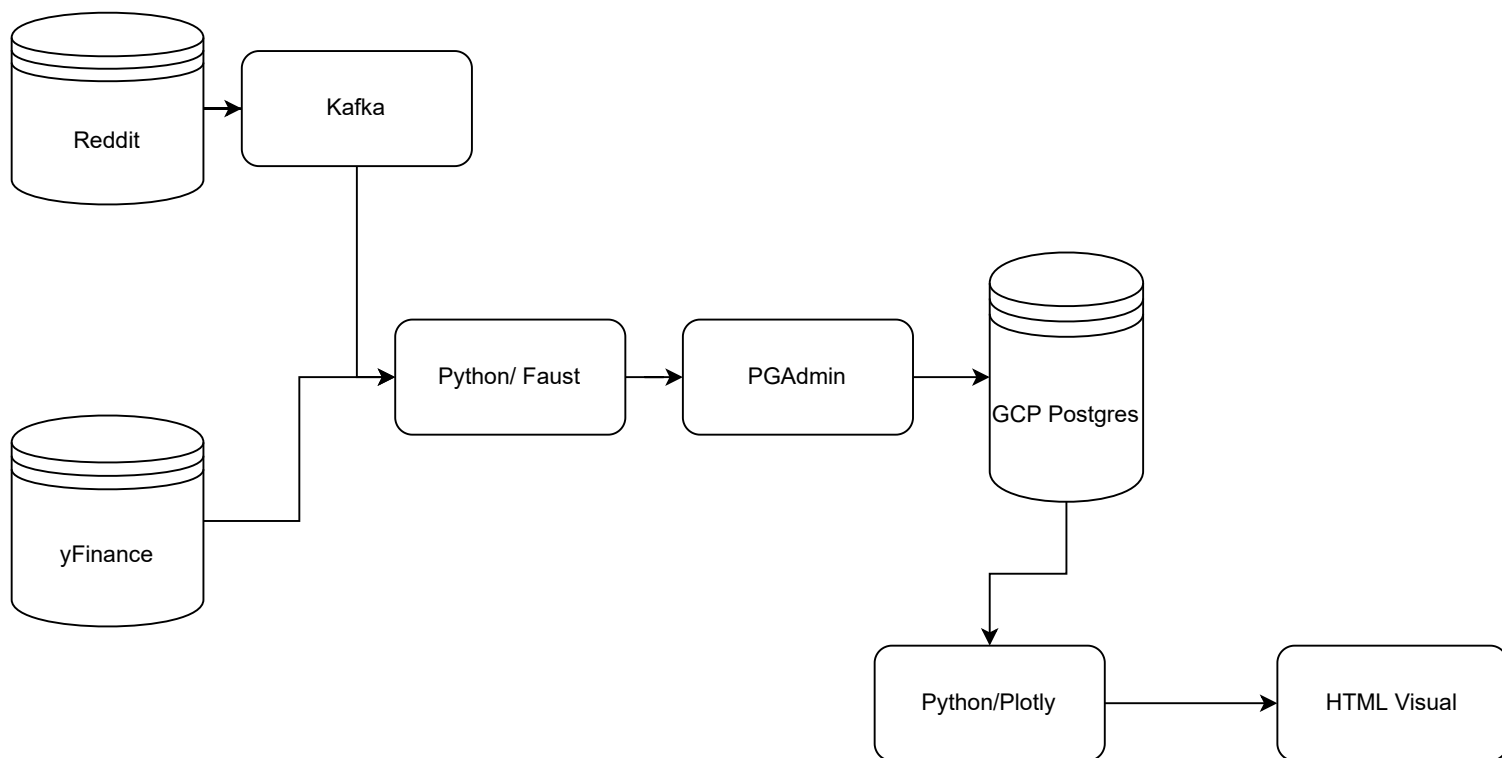 Reddit
Kafka
Python/ Faust
PGAdmin
GCP Postgres
yFinance
Python/Plotly
HTML Visual